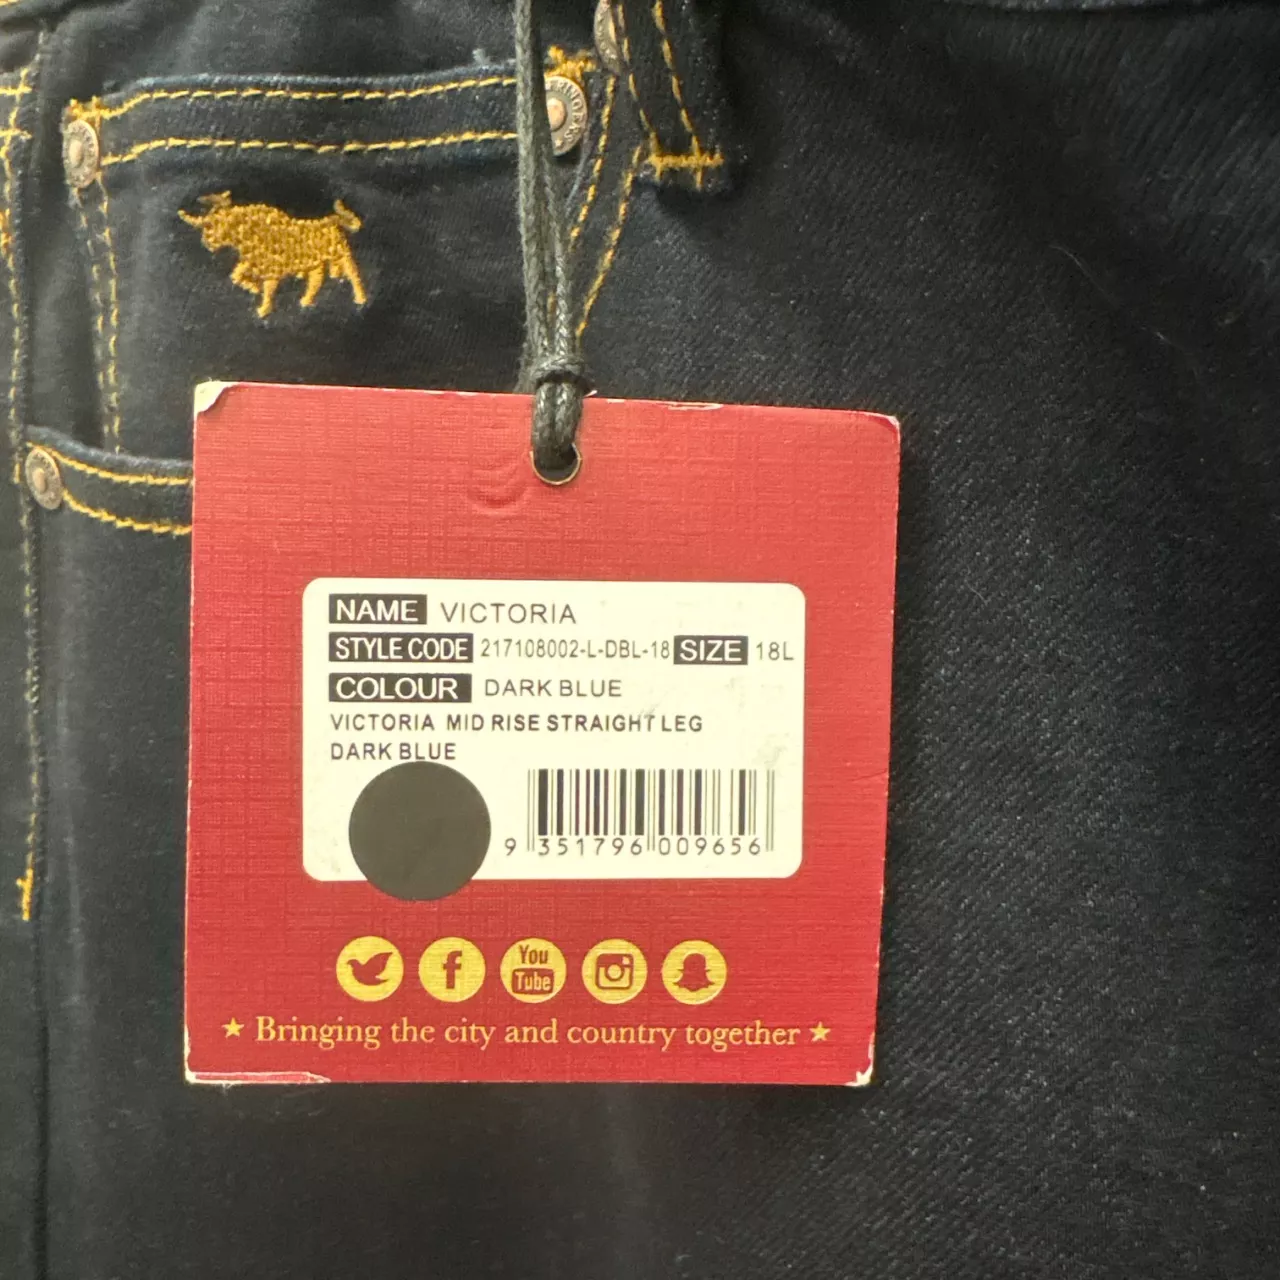 NAME VICTORIA
STYLE CODE 217108002-L-DBL-18 SIZE 18L
COLOUR DARK BLUE
VICTORIA MID RISE STRAIGHT LEG
DARK BLUE
9 351796 009656
You
Tube
★ Bringing the city and country together ★